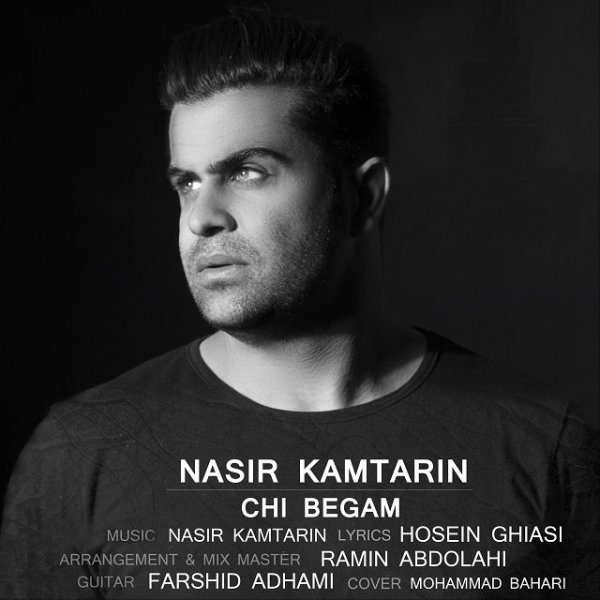 NASIR KAMTARIN
CHI BEGAM
MUSIC NASIR KAMTARIN LYRICS HOSEIN GHIASI
ARRANGEMENT & MIX MASTER RAMIN ABDOLAHI
GUITAR FARSHID ADHAMI COVER MOHAMMAD BAHARI